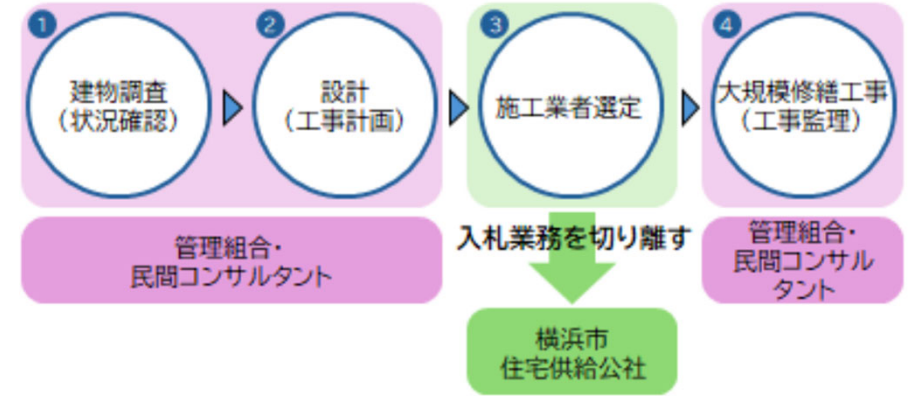 1
建物調査
(状況確認)
2
設計
(工事計画)
3
施工業者選定
4
大規模修繕工事
(工事監理)
管理組合・
民間コンサルタント
入札業務を切り離す
横浜市
住宅供給公社
管理組合・
民間コンサル
タント